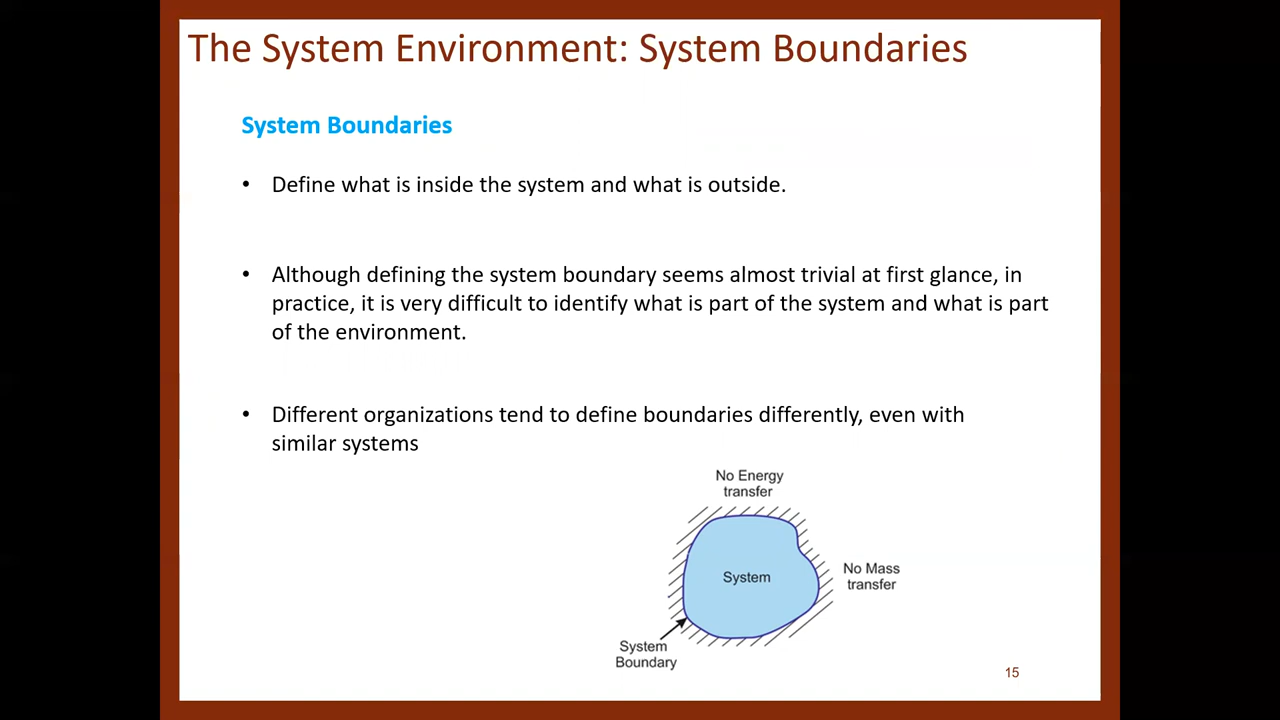 The System Environment: System Boundaries
System Boundaries
• Define what is inside the system and what is outside.
• Although defining the system boundary seems almost trivial at first glance, in
practice, it is very difficult to identify what is part of the system and what is part
of the environment.
• Different organizations tend to define boundaries differently, even with
similar systems
No Energy
transfer
System
No Mass
transfer
System
Boundary
15